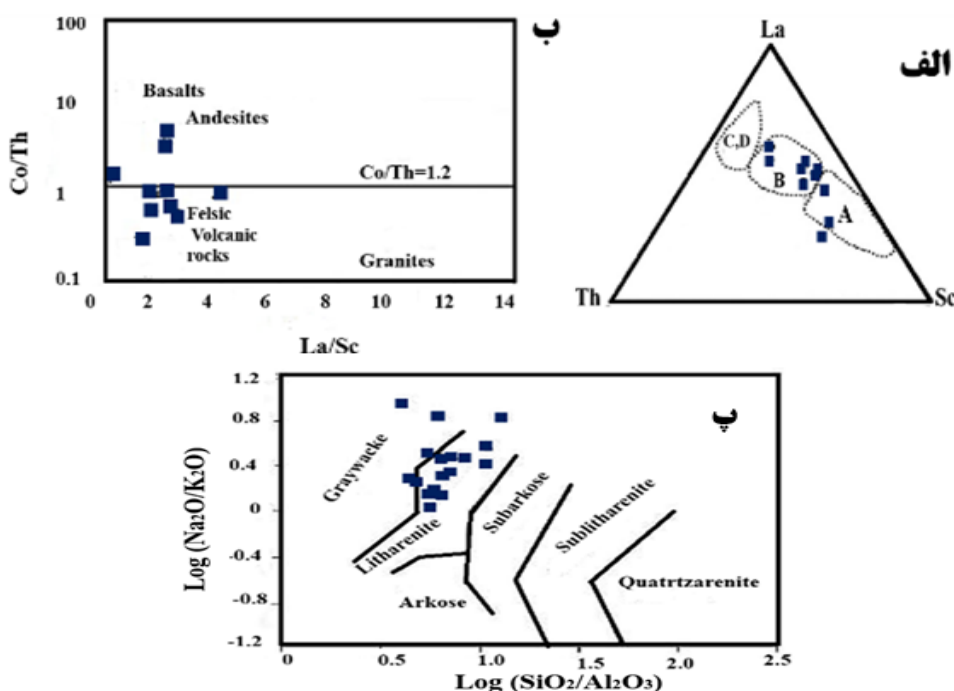 ب
100
10
1
0.1
Co/Th
Basalts
Andesites
Co/Th=1.2
Felsic
Volcanic
rocks
Granites
0 2 4 6 8 10 12 14
La/Sc
الف
La
C,D
B
A
Th
Sc
پ
1.2
0.8
0.4
0
-0.4
-0.8
-1.2
Log (Na₂O/K₂O)
Graywacke
Litharenite
Arkose
Subarkose
Sublitharenite
Quatrtzarenite
0 0.5 1.0 1.5 2.0 2.5
Log (SiO₂/Al₂O₃)